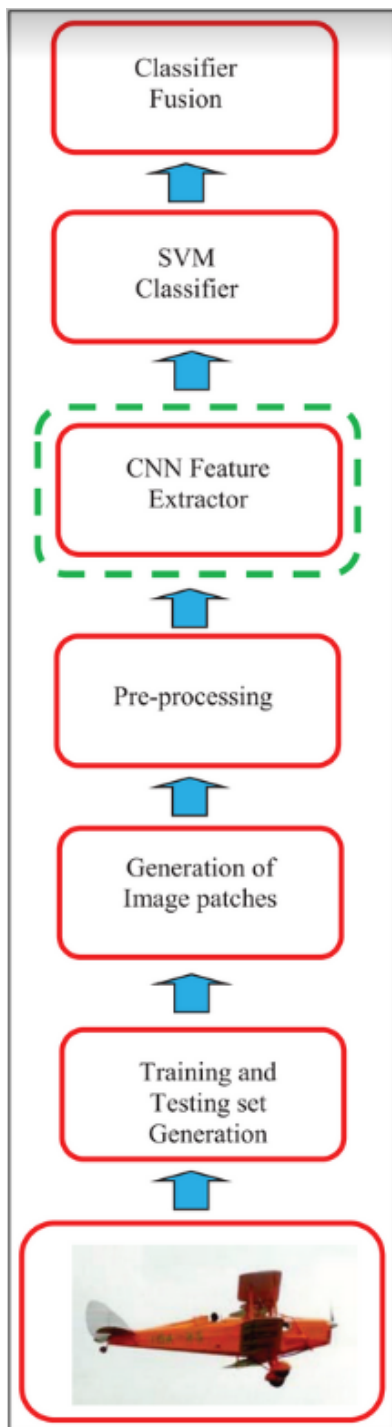 Classifier
Fusion
SVM
Classifier
CNN Feature
Extractor
Pre-processing
Generation of
Image patches
Training and
Testing set
Generation